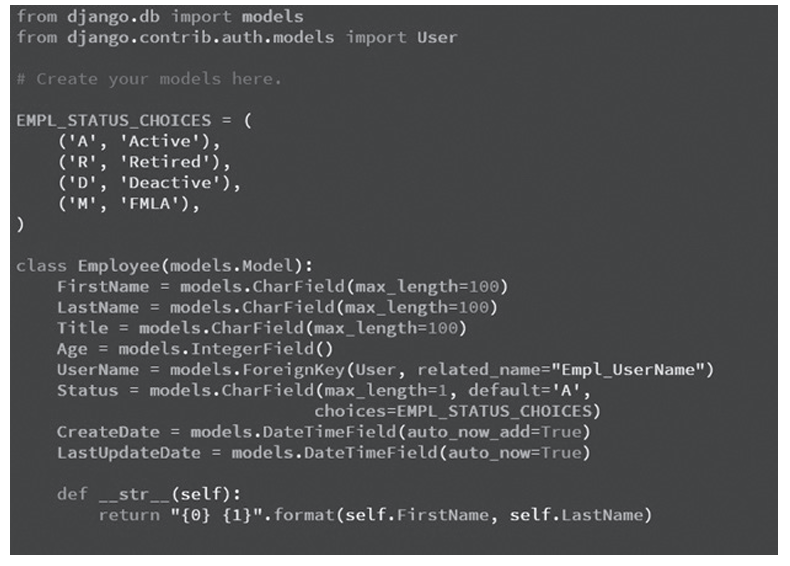 from django.db import models
from django.contrib.auth.models import User

# Create your models here.

EMPL_STATUS_CHOICES = (
    ('A', 'Active'),
    ('R', 'Retired'),
    ('D', 'Deactive'),
    ('M', 'FMLA'),
)

class Employee(models.Model):
    FirstName = models.CharField(max_length=100)
    LastName = models.CharField(max_length=100)
    Title = models.CharField(max_length=100)
    Age = models.IntegerField()
    UserName = models.ForeignKey(User, related_name="Empl_UserName")
    Status = models.CharField(max_length=1, default='A',
                             choices=EMPL_STATUS_CHOICES)
    CreateDate = models.DateTimeField(auto_now_add=True)
    LastUpdateDate = models.DateTimeField(auto_now=True)

    def __str__(self):
        return "{0} {1}".format(self.FirstName, self.LastName)